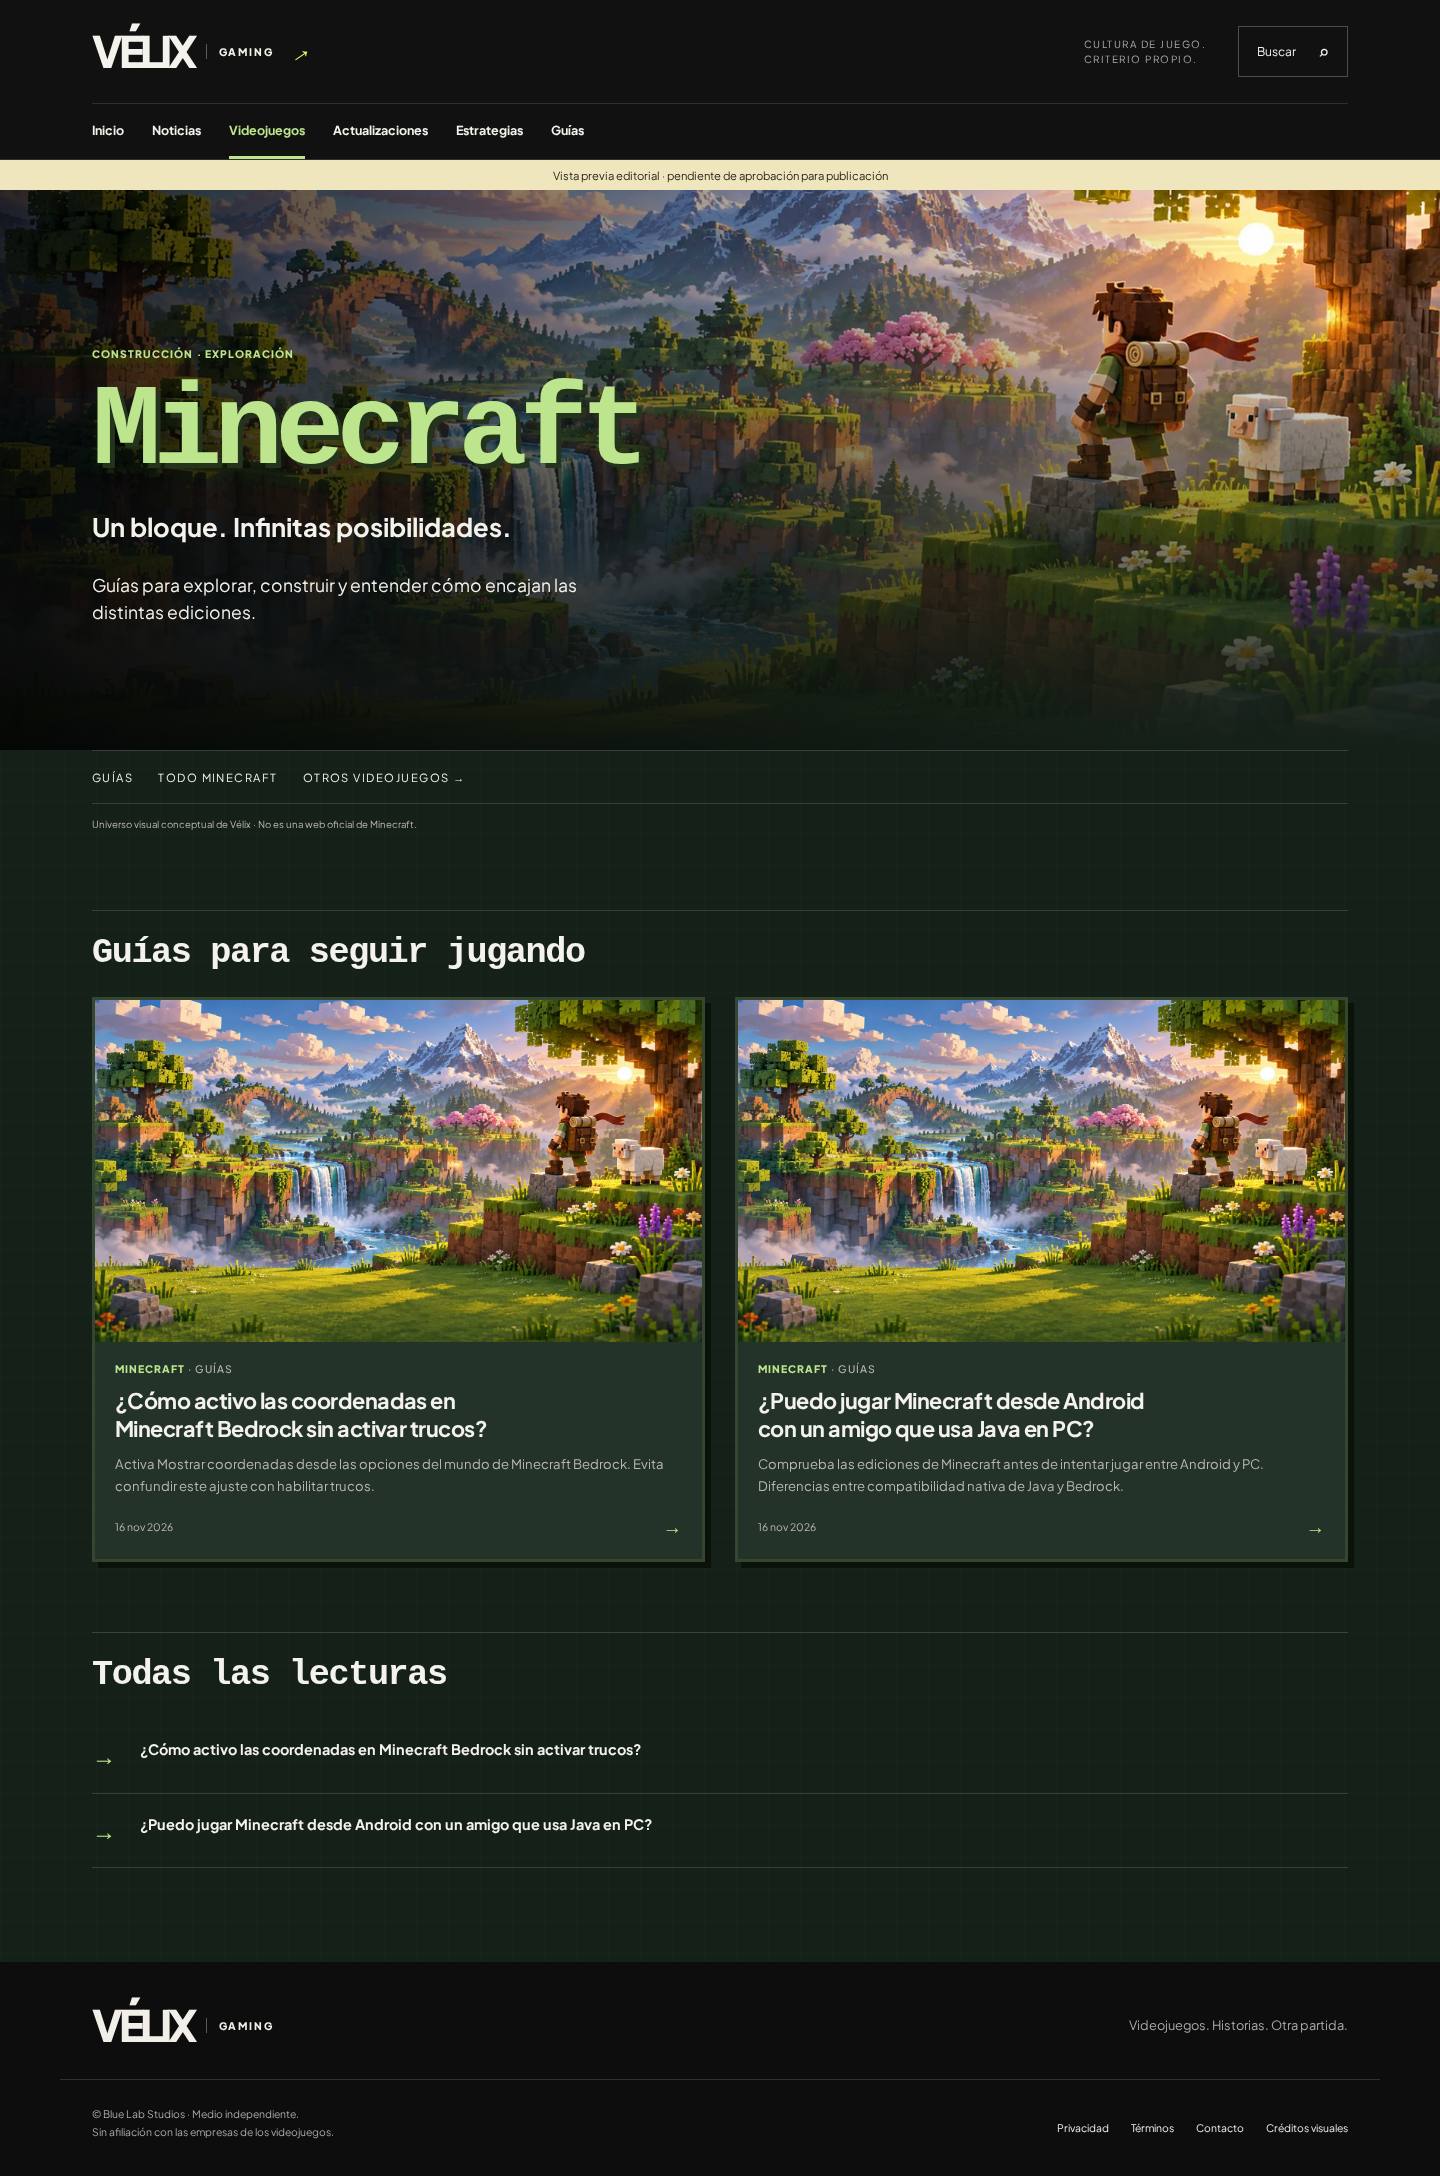 VÉLIX GAMING →
CULTURA DE JUEGO.
CRITERIO PROPIO.
Buscar
Inicio Noticias Videojuegos Actualizaciones Estrategias Guías
Vista previa editorial · pendiente de aprobación para publicación
CONSTRUCCIÓN · EXPLORACIÓN
Minecraft
Un bloque. Infinitas posibilidades.
Guías para explorar, construir y entender cómo encajan las
distintas ediciones.
GUÍAS TODO MINECRAFT OTROS VIDEOJUEGOS →
Universo visual conceptual de Vélix · No es una web oficial de Minecraft.
Guías para seguir jugando
MINECRAFT · GUÍAS
¿Cómo activo las coordenadas en
Minecraft Bedrock sin activar trucos?
Activa Mostrar coordenadas desde las opciones del mundo de Minecraft Bedrock. Evita
confundir este ajuste con habilitar trucos.
16 nov 2026 →
MINECRAFT · GUÍAS
¿Puedo jugar Minecraft desde Android
con un amigo que usa Java en PC?
Comprueba las ediciones de Minecraft antes de intentar jugar entre Android y PC.
Diferencias entre compatibilidad nativa de Java y Bedrock.
16 nov 2026 →
Todas las lecturas
→ ¿Cómo activo las coordenadas en Minecraft Bedrock sin activar trucos?
→ ¿Puedo jugar Minecraft desde Android con un amigo que usa Java en PC?
VÉLIX GAMING
Videojuegos. Historias. Otra partida.
© Blue Lab Studios · Medio independiente.
Sin afiliación con las empresas de los videojuegos.
Privacidad Términos Contacto Créditos visuales